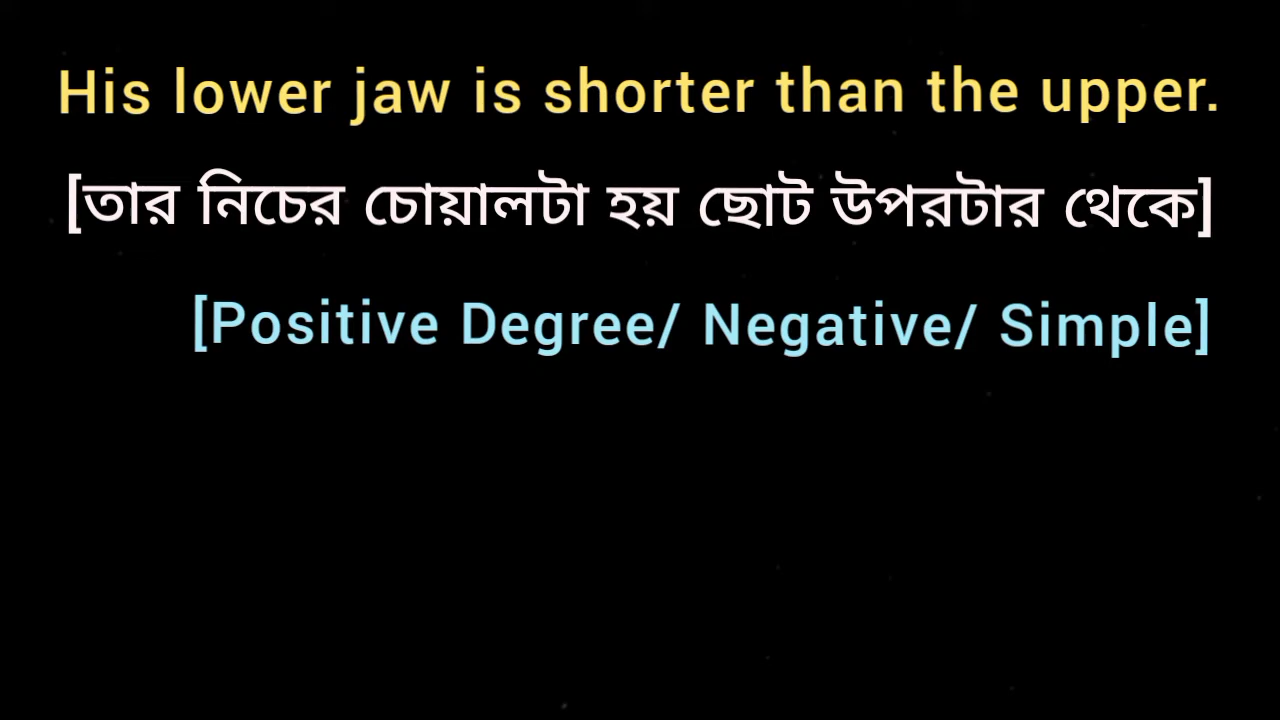 His lower jaw is shorter than the upper.
[তার নিচের চোয়ালটা হয় ছোট উপরটার থেকে]
[Positive Degree/ Negative/ Simple]